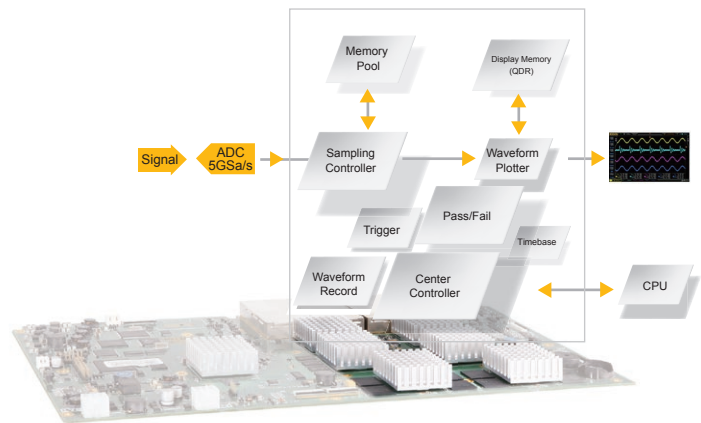 Memory
Pool
Display Memory
(QDR)
Signal
ADC
5GSa/s
Sampling
Controller
Waveform
Plotter
Pass/Fail
Trigger
Timebase
Waveform
Record
Center
Controller
CPU